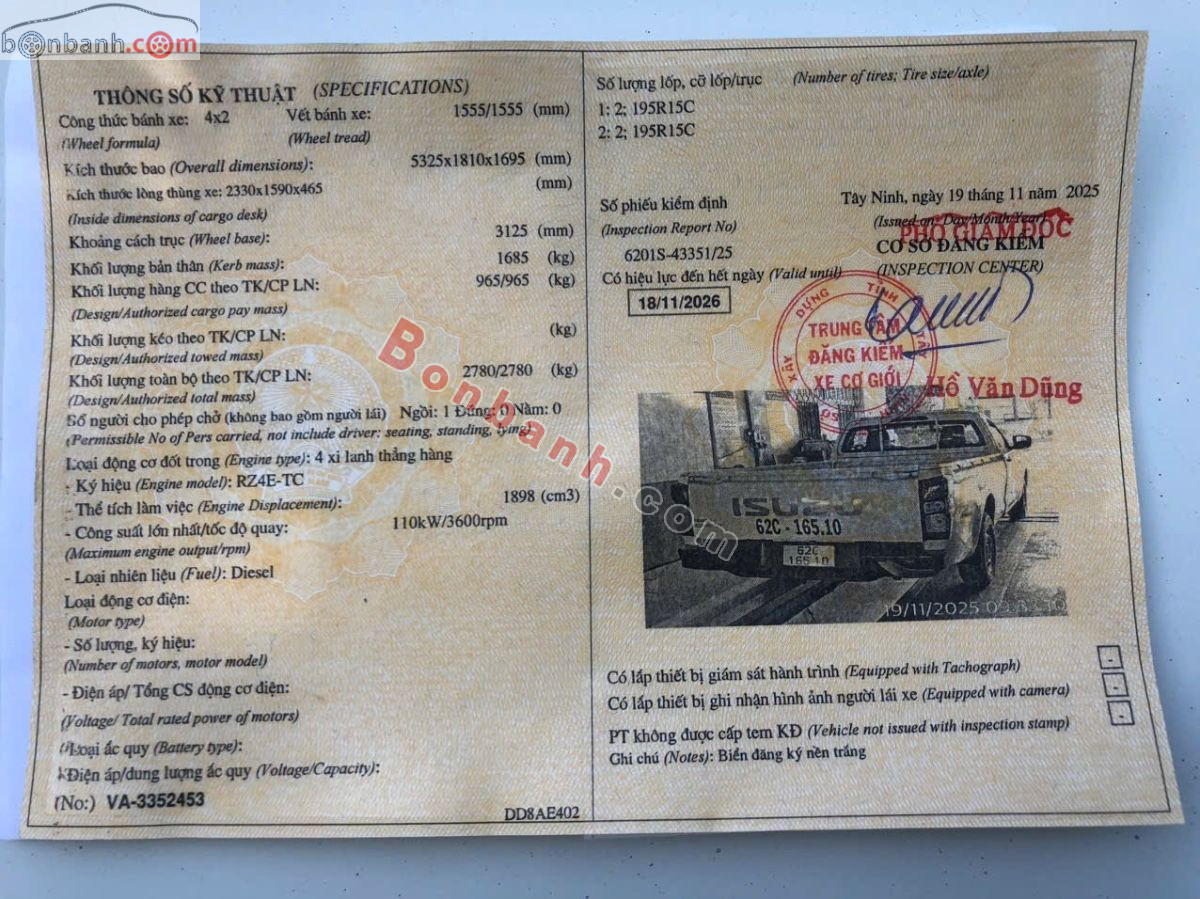 bonbanh.com
THÔNG SỐ KỸ THUẬT (SPECIFICATIONS)
Công thức bánh xe: 4x2 Vết bánh xe: 1555/1555 (mm)
(Wheel formula) (Wheel tread)
Kích thước bao (Overall dimensions): 5325x1810x1695 (mm)
Kích thước lòng thùng xe: 2330x1590x465 (mm)
(Inside dimensions of cargo desk)
Khoảng cách trục (Wheel base): 3125 (mm)
Khối lượng bản thân (Kerb mass): 1685 (kg)
Khối lượng hàng CC theo TK/CP LN: 965/965 (kg)
(Design/Authorized cargo pay mass)
Khối lượng kéo theo TK/CP LN: (kg)
(Design/Authorized towed mass)
Khối lượng toàn bộ theo TK/CP LN: 2780/2780 (kg)
(Design/Authorized total mass)
Số người cho phép chở (không bao gồm người lái) Ngồi: 1 Đứng: 0 Nằm: 0
(Permissible No of Pers carried, not include driver: seating, standing, lying)
Loại động cơ đốt trong (Engine type): 4 xi lanh thẳng hàng
- Ký hiệu (Engine model): RZ4E-TC
- Thể tích làm việc (Engine Displacement): 1898 (cm3)
- Công suất lớn nhất/tốc độ quay: 110kW/3600rpm
(Maximum engine output/rpm)
- Loại nhiên liệu (Fuel): Diesel
Loại động cơ điện:
(Motor type)
- Số lượng, ký hiệu:
(Number of motors, motor model)
- Điện áp/ Tổng CS động cơ điện:
(Voltage/ Total rated power of motors)
Loại ắc quy (Battery type):
Điện áp/dung lượng ắc quy (Voltage/Capacity):
(No:) VA-3352453
DD8AE402
Số lượng lốp, cỡ lốp/trục (Number of tires; Tire size/axle)
1: 2; 195R15C
2: 2; 195R15C
Tây Ninh, ngày 19 tháng 11 năm 2025
Số phiếu kiểm định (Issued on: Day/Month/Year)
PHÓ GIÁM ĐỐC
(Inspection Report No) CƠ SỞ ĐĂNG KIỂM
6201S-43351/25 (INSPECTION CENTER)
Có hiệu lực đến hết ngày (Valid until)
18/11/2026
XÂY DỰNG TỈNH TÂY
TRUNG TÂM
ĐĂNG KIỂM
XE CƠ GIỚI
Hồ Văn Dũng
ISUZU
62C - 165.10
62C
165.10
19/11/2025
Bonbanh.com
Có lắp thiết bị giám sát hành trình (Equipped with Tachograph) -
Có lắp thiết bị ghi nhận hình ảnh người lái xe (Equipped with camera) -
PT không được cấp tem KĐ (Vehicle not issued with inspection stamp) -
Ghi chú (Notes): Biển đăng ký nền trắng